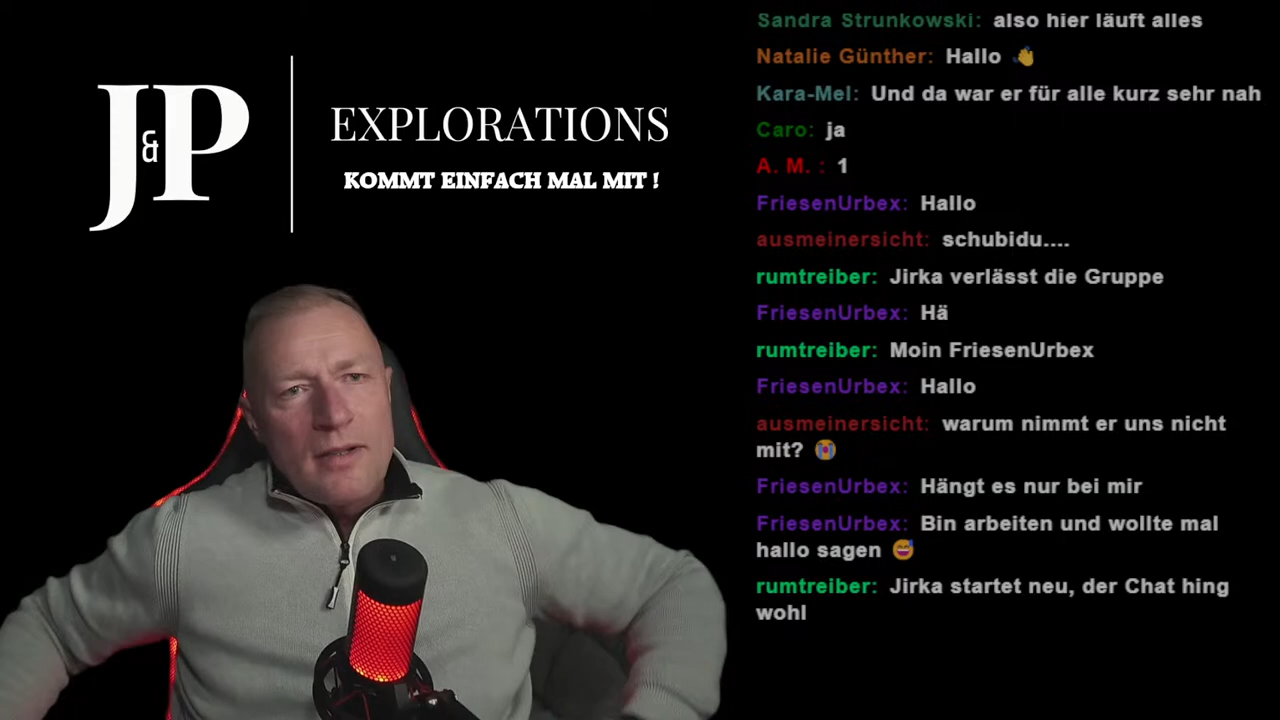 J&P
EXPLORATIONS
KOMMT EINFACH MAL MIT !
Sandra Strunkowski: also hier läuft alles
Natalie Günther: Hallo 👋
Kara-Mel: Und da war er für alle kurz sehr nah
Caro: ja
A. M. : 1
FriesenUrbex: Hallo
ausmeinersicht: schubidu....
rumtreiber: Jirka verlässt die Gruppe
FriesenUrbex: Hä
rumtreiber: Moin FriesenUrbex
FriesenUrbex: Hallo
ausmeinersicht: warum nimmt er uns nicht
mit? 😭
FriesenUrbex: Hängt es nur bei mir
FriesenUrbex: Bin arbeiten und wollte mal
hallo sagen 😅
rumtreiber: Jirka startet neu, der Chat hing
wohl